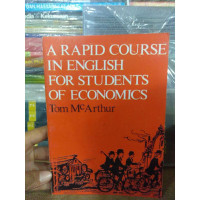 A RAPID COURSE
IN ENGLISH
FOR STUDENTS
OF ECONOMICS
Tom McArthur